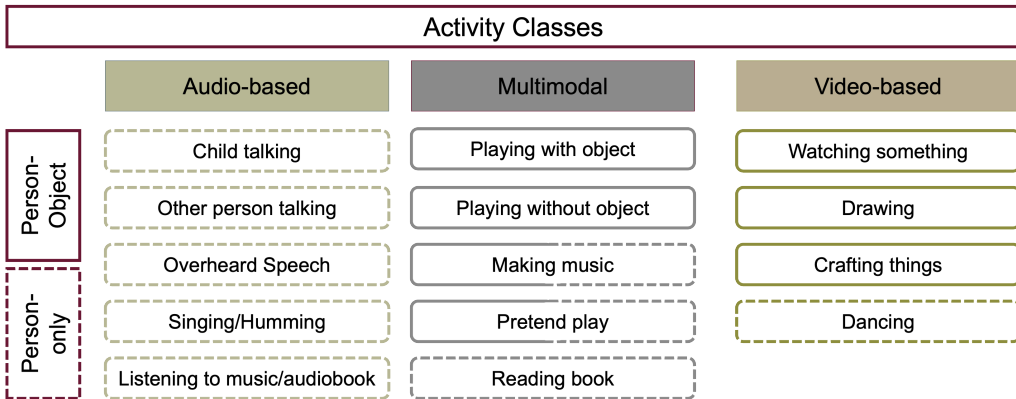 Activity Classes
Audio-based
Multimodal
Video-based
Person-
Object
Person-
only
Child talking
Other person talking
Overheard Speech
Singing/Humming
Listening to music/audiobook
Playing with object
Playing without object
Making music
Pretend play
Reading book
Watching something
Drawing
Crafting things
Dancing